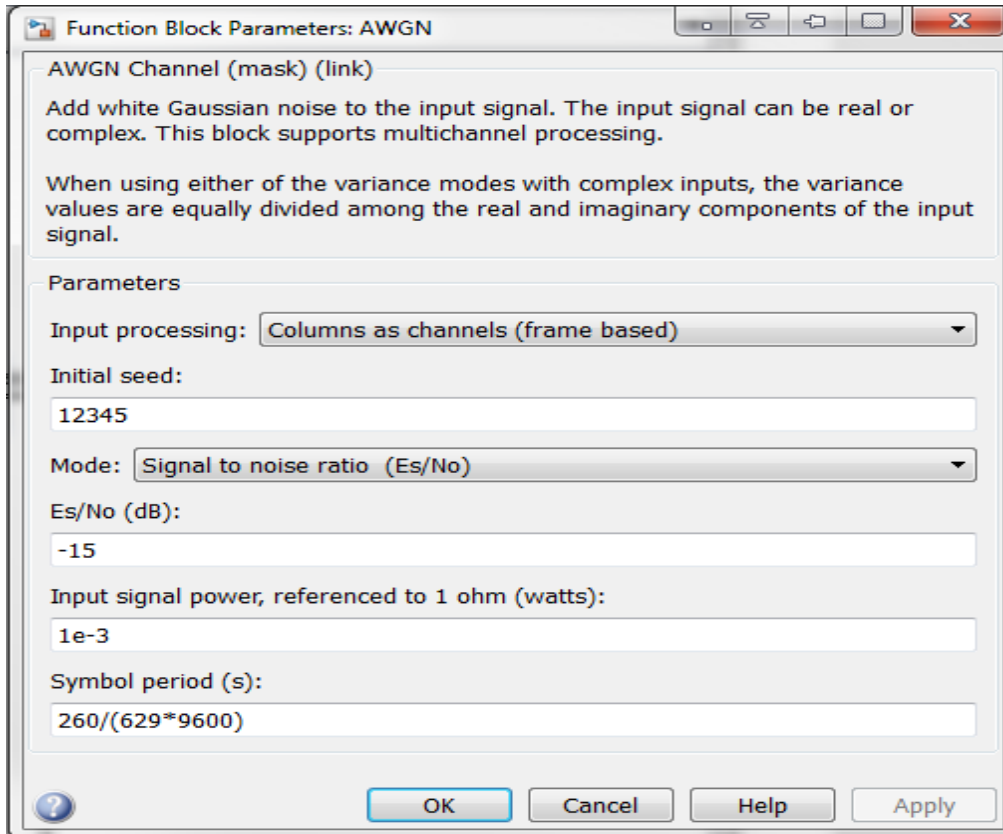 Function Block Parameters: AWGN
AWGN Channel (mask) (link)
Add white Gaussian noise to the input signal. The input signal can be real or
complex. This block supports multichannel processing.
When using either of the variance modes with complex inputs, the variance
values are equally divided among the real and imaginary components of the input
signal.
Parameters
Input processing: Columns as channels (frame based)
Initial seed:
12345
Mode: Signal to noise ratio  (Es/No)
Es/No (dB):
-15
Input signal power, referenced to 1 ohm (watts):
1e-3
Symbol period (s):
260/(629*9600)
? OK Cancel Help Apply